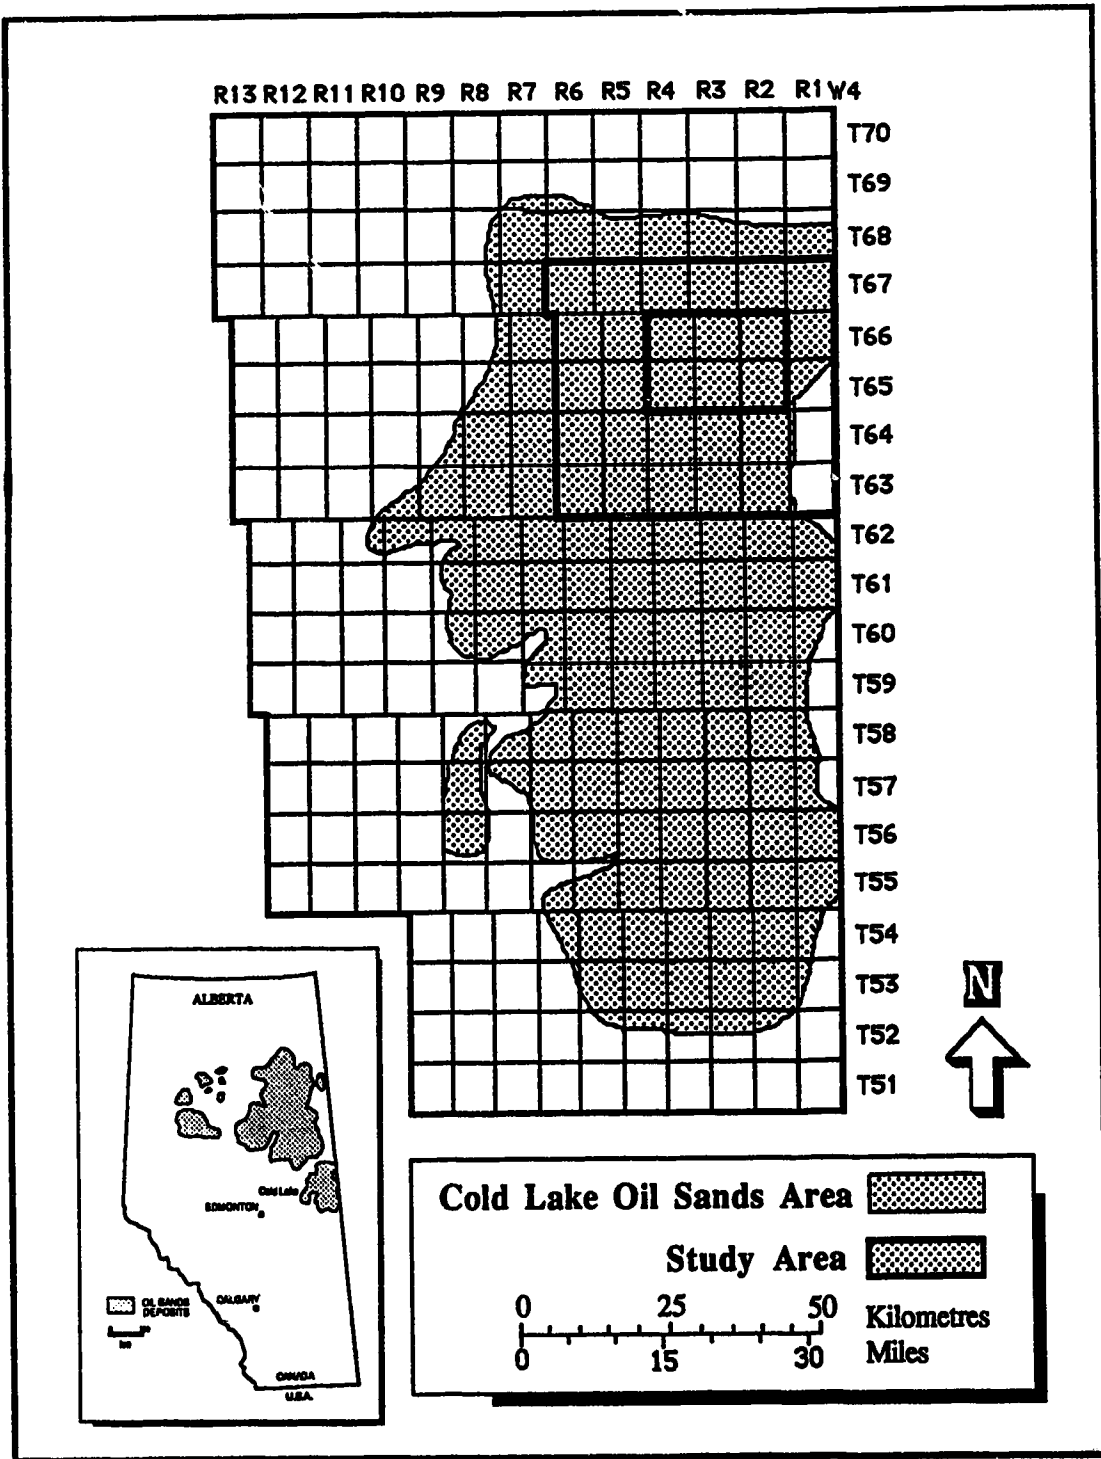 R13 R12 R11 R10 R9 R8 R7 R6 R5 R4 R3 R2 R1 W4
T70
T69
T68
T67
T66
T65
T64
T63
T62
T61
T60
T59
T58
T57
T56
T55
T54
T53
T52
T51
N
ALBERTA
Cold Lake
EDMONTON
CALGARY
OIL SANDS
DEPOSITS
CANADA
U.S.A.
Cold Lake Oil Sands Area
Study Area
0 25 50 Kilometres
0 15 30 Miles